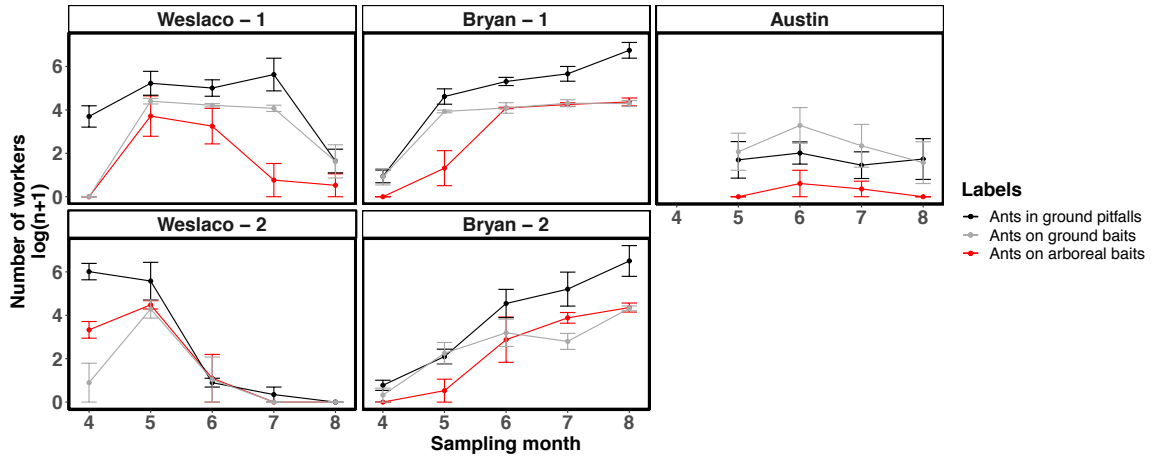 Weslaco – 1
Bryan – 1
Austin
6
4
2
0
4 5 6 7 8
Weslaco – 2
Bryan – 2
6
4
2
0
4 5 6 7 8
4 5 6 7 8
Number of workers
log(n+1)
Sampling month
Labels
Ants in ground pitfalls
Ants on ground baits
Ants on arboreal baits